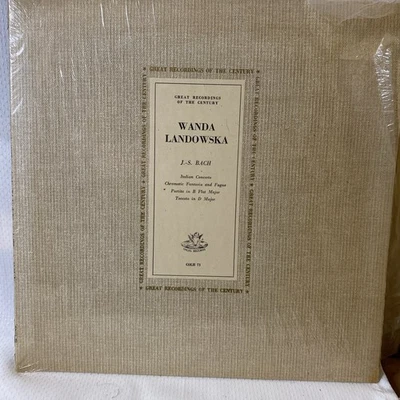 GREAT RECORDINGS OF THE CENTURY
GREAT RECORDINGS OF THE CENTURY
GREAT RECORDINGS OF THE CENTURY
GREAT RECORDINGS
OF THE CENTURY
WANDA
LANDOWSKA
J.-S. BACH
Italian Concerto
Chromatic Fantasia and Fugue
Partita in B Flat Major
Toccata in D Major
COLH 71
GREAT RECORDINGS OF THE CENTURY